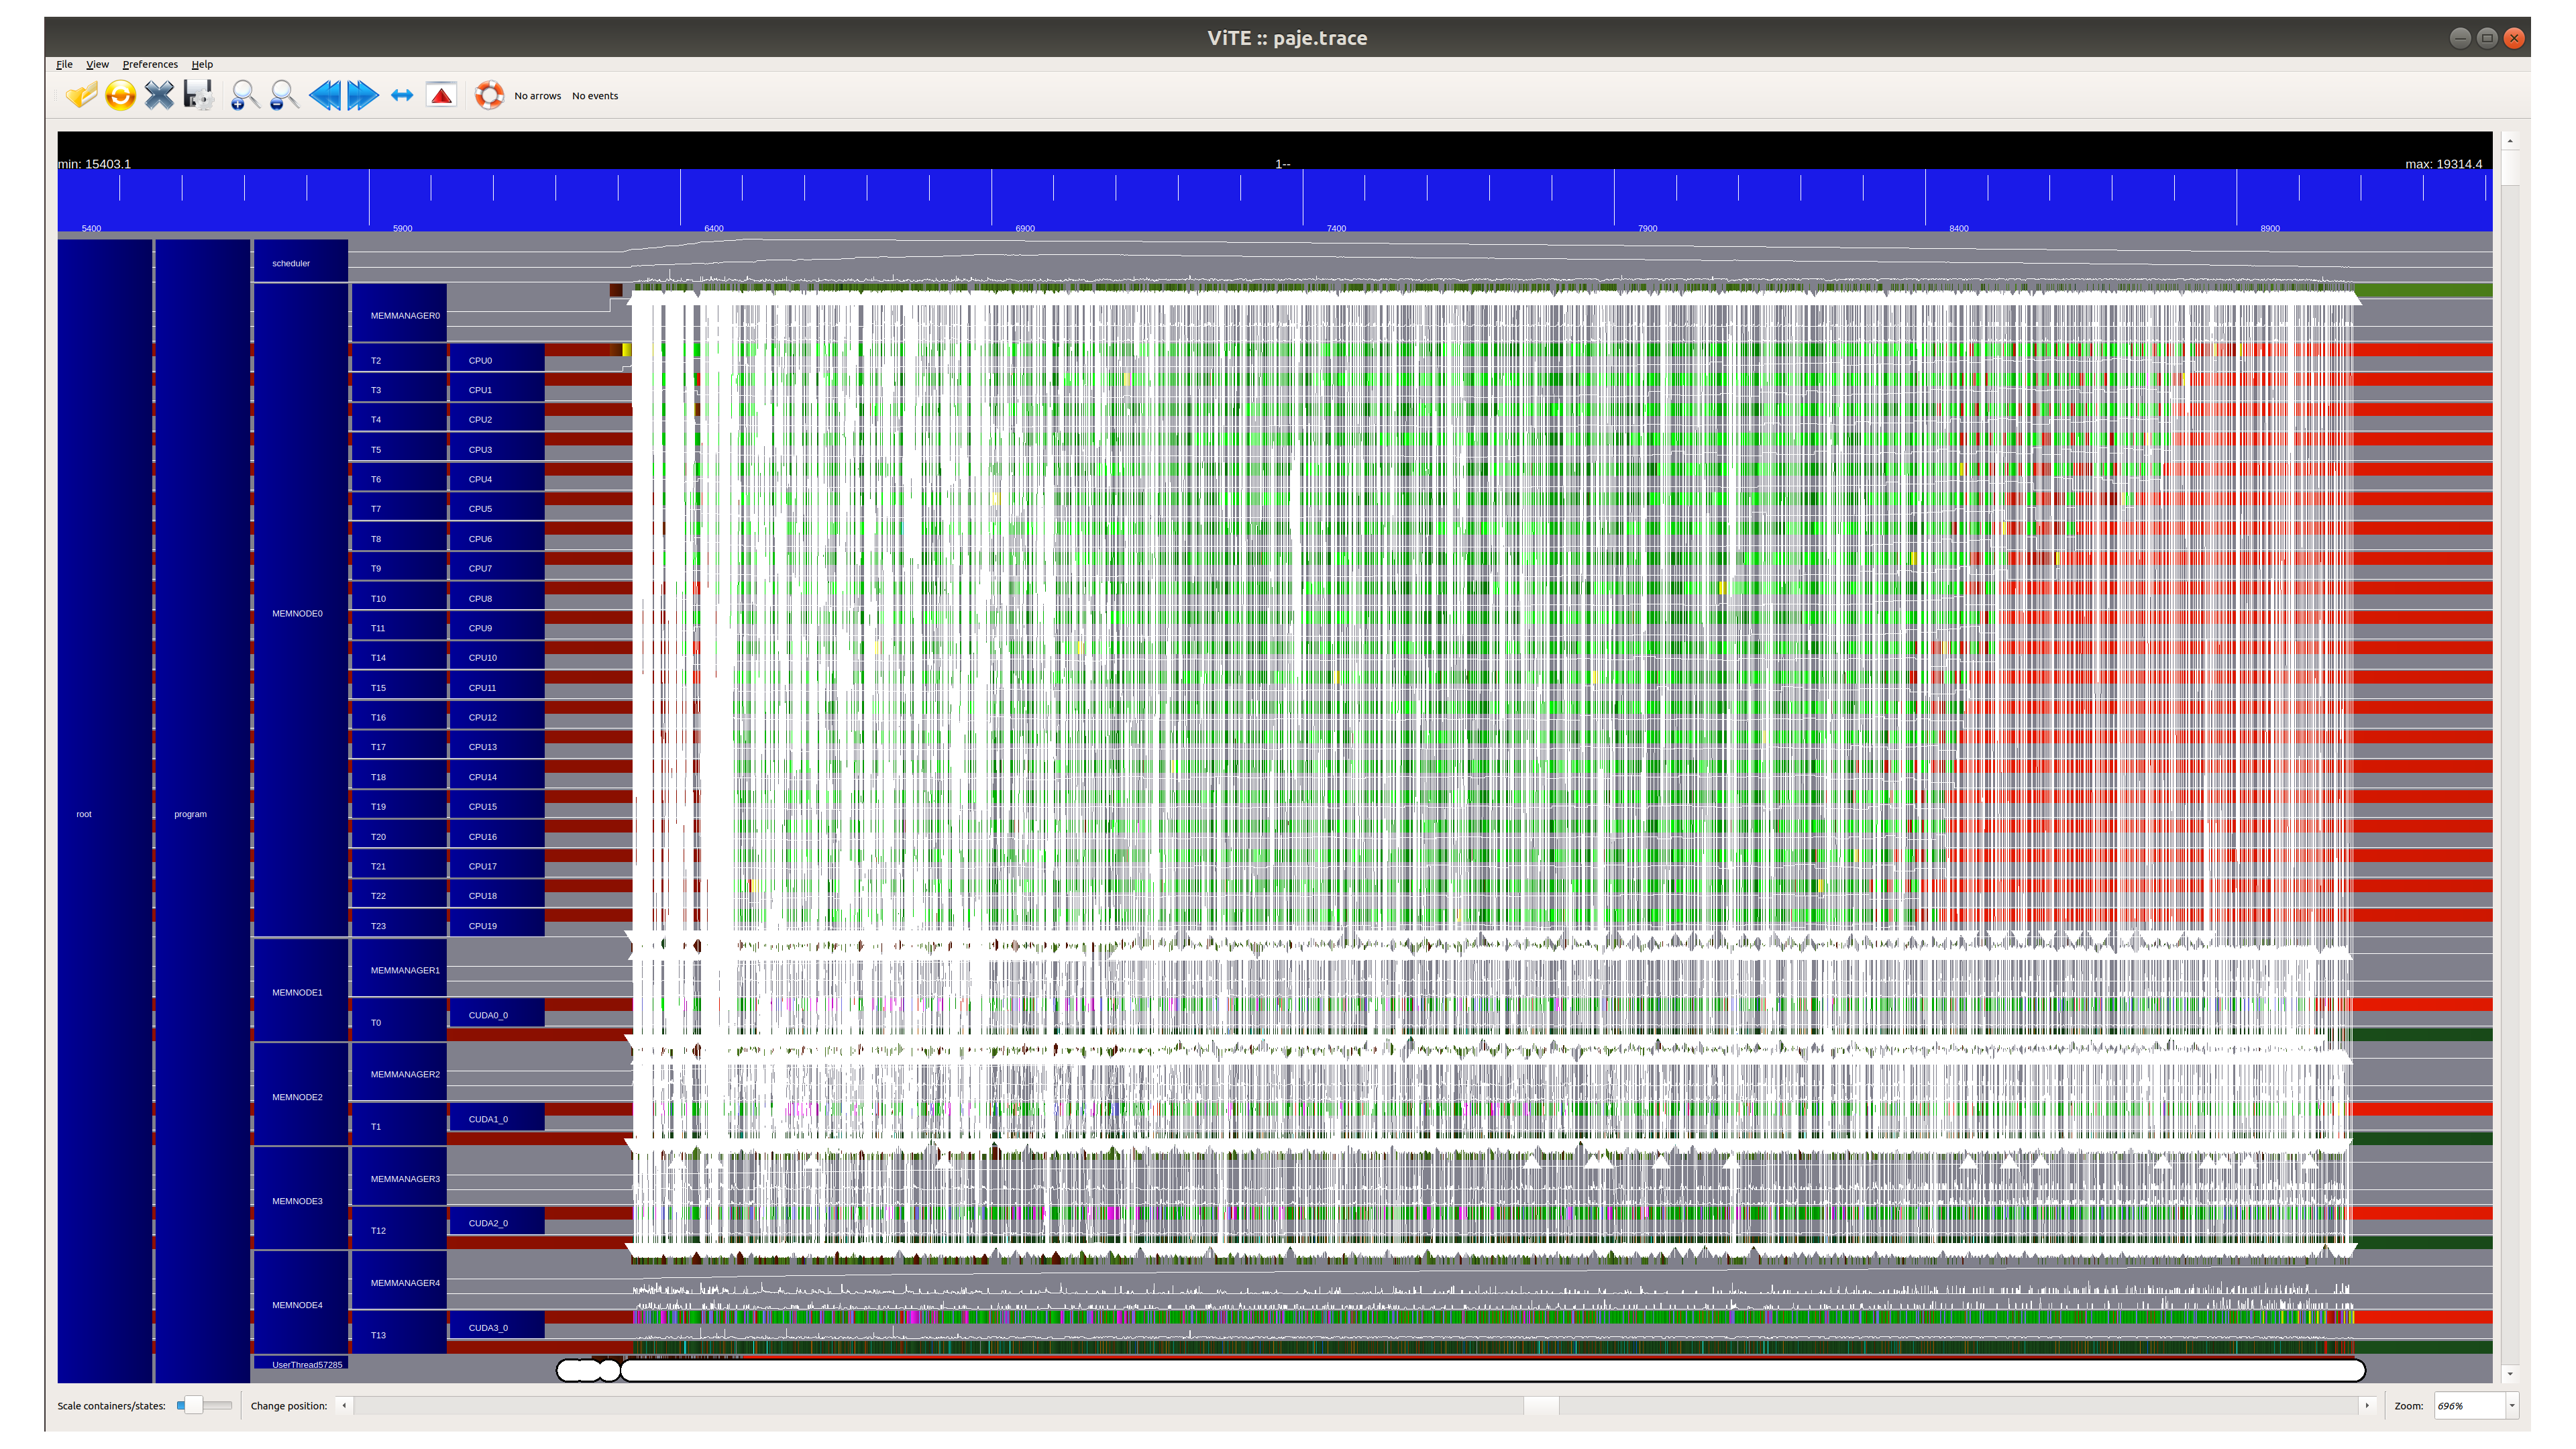 ViTE :: paje.trace
File View Preferences Help
No arrows No events
min: 15403.1 1-- max: 19314.4
5400 5900 6400 6900 7400 7900 8400 8900
scheduler
MEMMANAGER0
T2 CPU0
T3 CPU1
T4 CPU2
T5 CPU3
T6 CPU4
T7 CPU5
T8 CPU6
T9 CPU7
T10 CPU8
MEMNODE0
T11 CPU9
T14 CPU10
T15 CPU11
T16 CPU12
T17 CPU13
T18 CPU14
T19 CPU15
root program
T20 CPU16
T21 CPU17
T22 CPU18
T23 CPU19
MEMMANAGER1
MEMNODE1
CUDA0_0
T0
MEMMANAGER2
MEMNODE2
CUDA1_0
T1
MEMMANAGER3
MEMNODE3
CUDA2_0
T12
MEMMANAGER4
MEMNODE4
CUDA3_0
T13
UserThread57285
Scale containers/states: Change position: Zoom: 696%